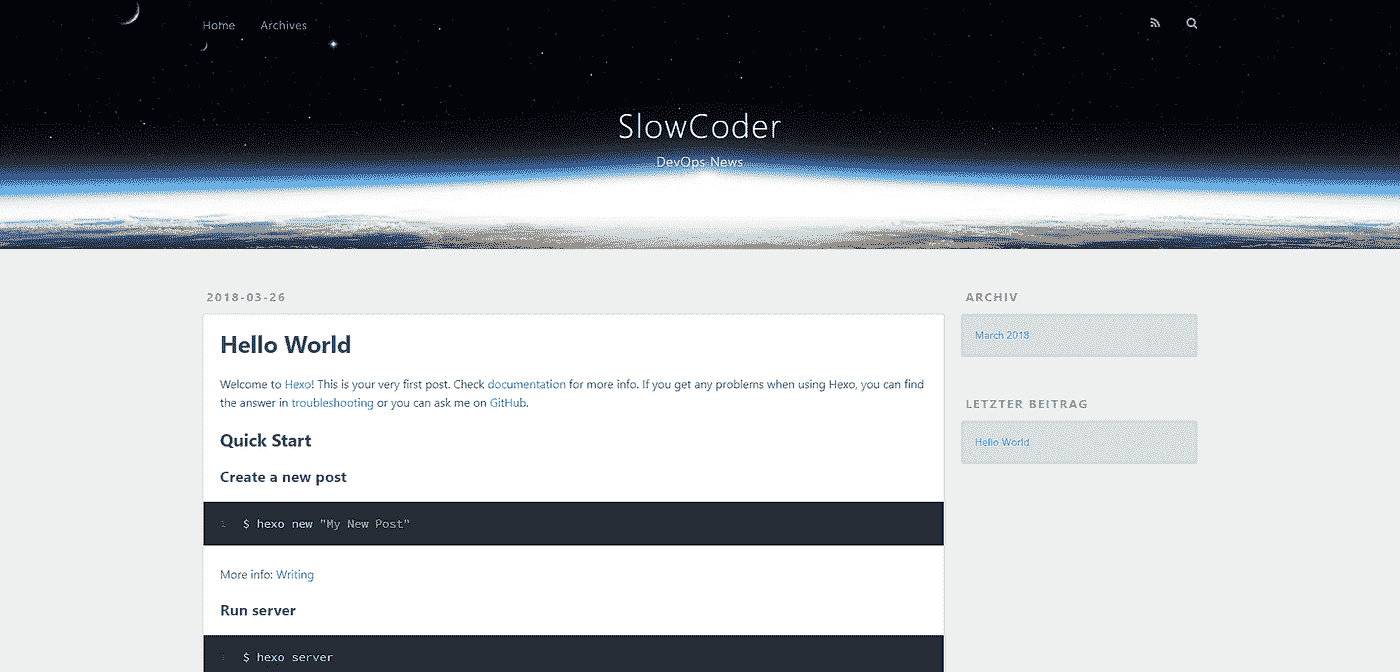 Home Archives
SlowCoder
DevOps News
2018-03-26
Hello World
Welcome to Hexo! This is your very first post. Check documentation for more info. If you get any problems when using Hexo, you can find
the answer in troubleshooting or you can ask me on GitHub.
Quick Start
Create a new post
1 $ hexo new "My New Post"
More info: Writing
Run server
1 $ hexo server
ARCHIV
March 2018
LETZTER BEITRAG
Hello World